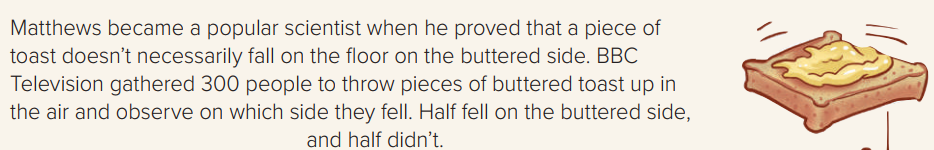 Matthews became a popular scientist when he proved that a piece of
toast doesn’t necessarily fall on the floor on the buttered side. BBC
Television gathered 300 people to throw pieces of buttered toast up in
the air and observe on which side they fell. Half fell on the buttered side,
and half didn’t.